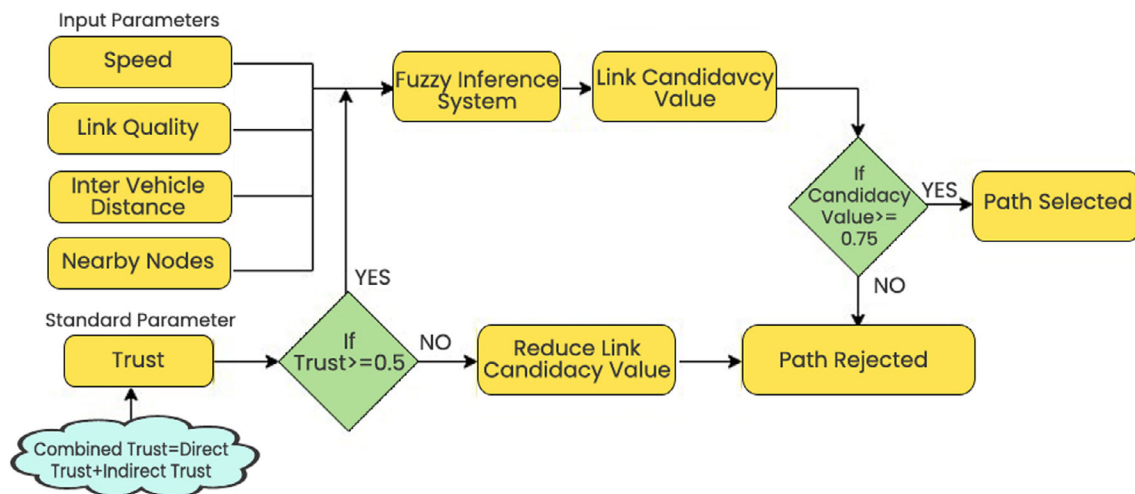 Input Parameters
Speed
Link Quality
Inter Vehicle
Distance
Nearby Nodes
Fuzzy Inference
System
Link Candidavcy
Value
If
Candidacy
Value>=
0.75
YES
Path Selected
NO
YES
Standard Parameter
Trust
If
Trust>=0.5
NO
Reduce Link
Candidacy Value
Path Rejected
Combined Trust=Direct
Trust+Indirect Trust